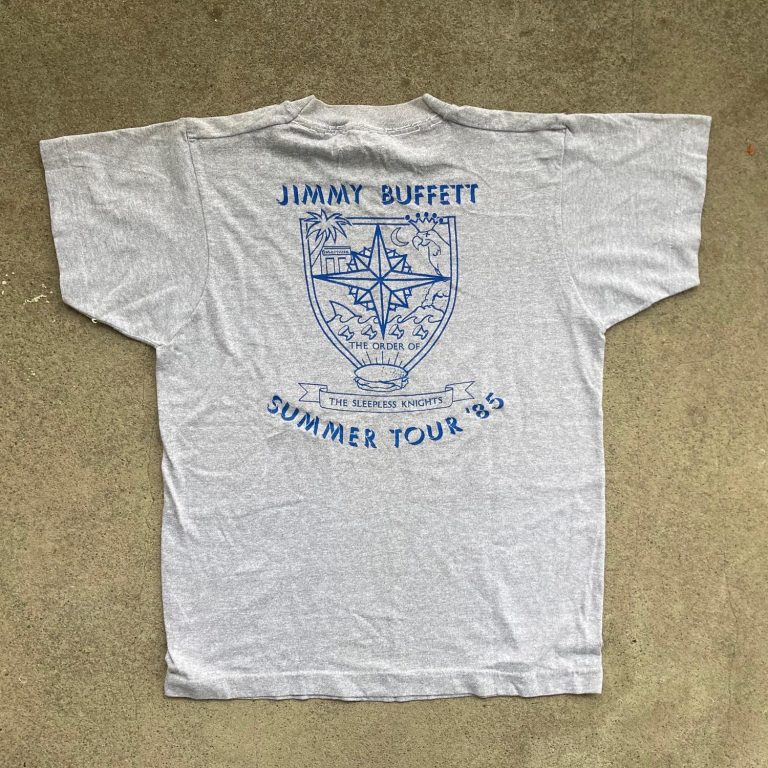 JIMMY BUFFETT
THE ORDER OF
THE SLEEPLESS KNIGHTS
SUMMER TOUR '85